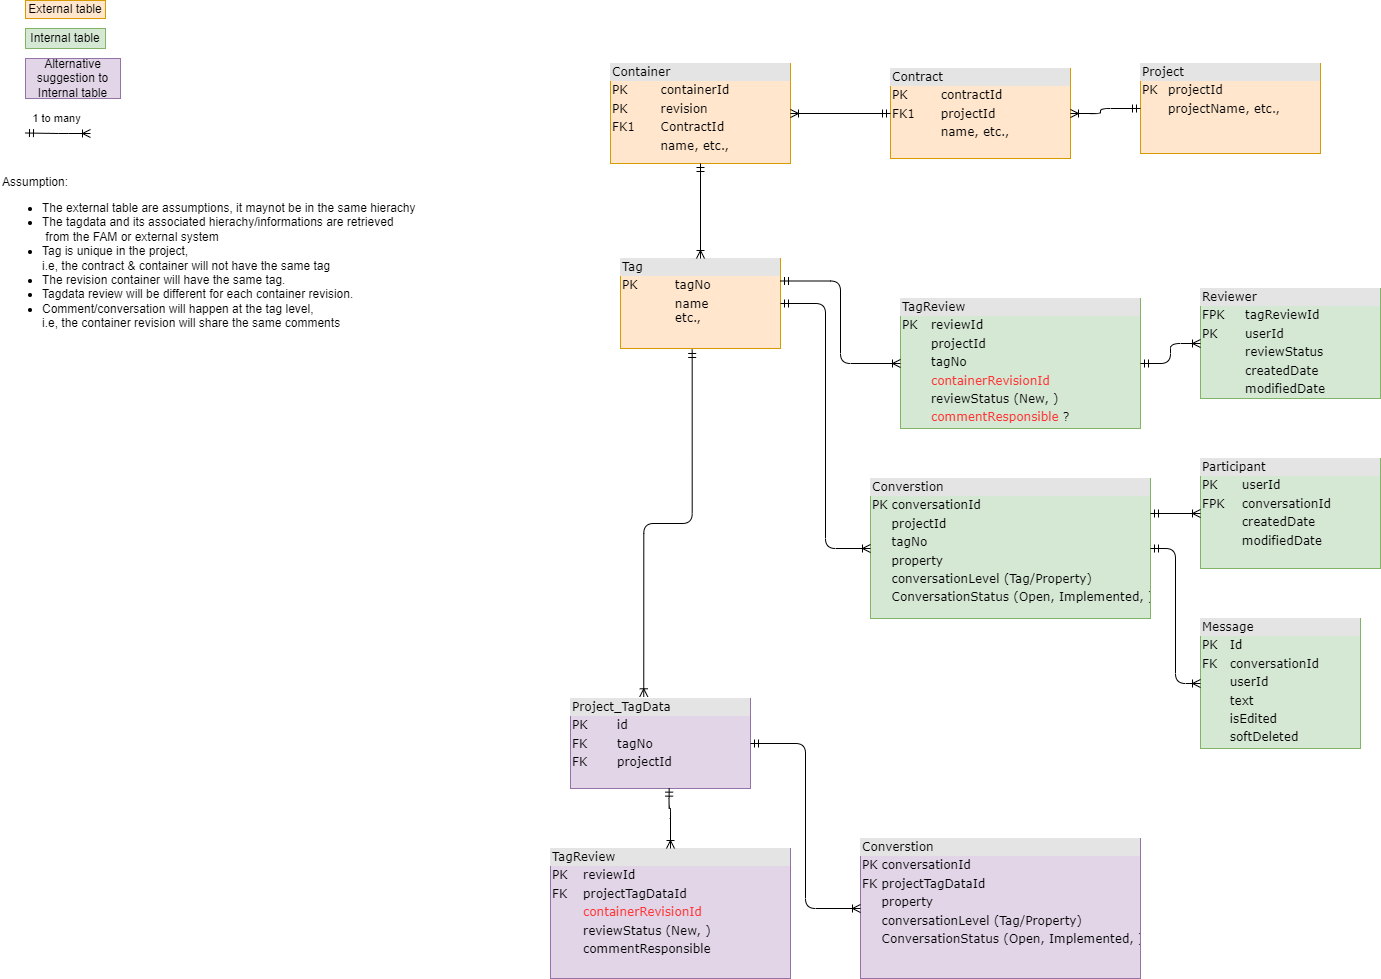 External table
Internal table
Alternative
suggestion to
Internal table
1 to many
Assumption:
The external table are assumptions, it maynot be in the same hierachy
The tagdata and its associated hierachy/informations are retrieved
from the FAM or external system
Tag is unique in the project,
i.e, the contract & container will not have the same tag
The revision container will have the same tag.
Tagdata review will be different for each container revision.
Comment/conversation will happen at the tag level,
i.e, the container revision will share the same comments
Container
PK containerId
PK revision
FK1 ContractId
name, etc.,
Contract
PK contractId
FK1 projectId
name, etc.,
Project
PK projectId
projectName, etc.,
Tag
PK tagNo
name
etc.,
TagReview
PK reviewId
projectId
tagNo
containerRevisionId
reviewStatus (New, )
commentResponsible ?
Reviewer
FPK tagReviewId
PK userId
reviewStatus
createdDate
modifiedDate
Converstion
PK conversationId
projectId
tagNo
property
conversationLevel (Tag/Property)
ConversationStatus (Open, Implemented,
Participant
PK userId
FPK conversationId
createdDate
modifiedDate
Message
PK Id
FK conversationId
userId
text
isEdited
softDeleted
Project_TagData
PK id
FK tagNo
FK projectId
TagReview
PK reviewId
FK projectTagDataId
containerRevisionId
reviewStatus (New, )
commentResponsible
Converstion
PK conversationId
FK projectTagDataId
property
conversationLevel (Tag/Property)
ConversationStatus (Open, Implemented,